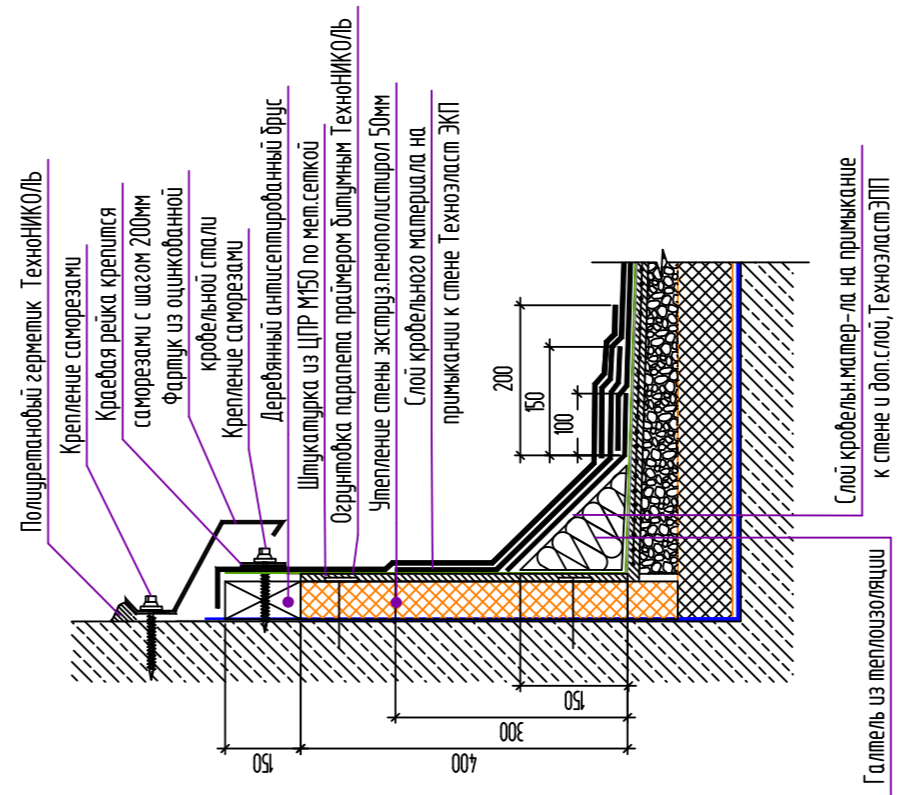 Полиуретановый герметик ТехноНИКОЛЬ
Крепление саморезами
Краевая рейка крепится
саморезами с шагом 200мм
Фартук из оцинкованной
кровельной стали
Крепление саморезами
Деревянный антисептированный брус
Штукатурка из ЦПР М150 по мет.сеткой
Огрунтовка парапета праймером битумным ТехноНИКОЛЬ
Утепление стены экструз.пенополистирол 50мм
Слой кровельного материала на
примыкании к стене Техноэласт ЭКП
200
150
100
Слой кровельн.матер-ла на примыкание
к стене и доп.слой,ТехноэластЭПП
Галтель из теплоизоляции
150
300
400
150